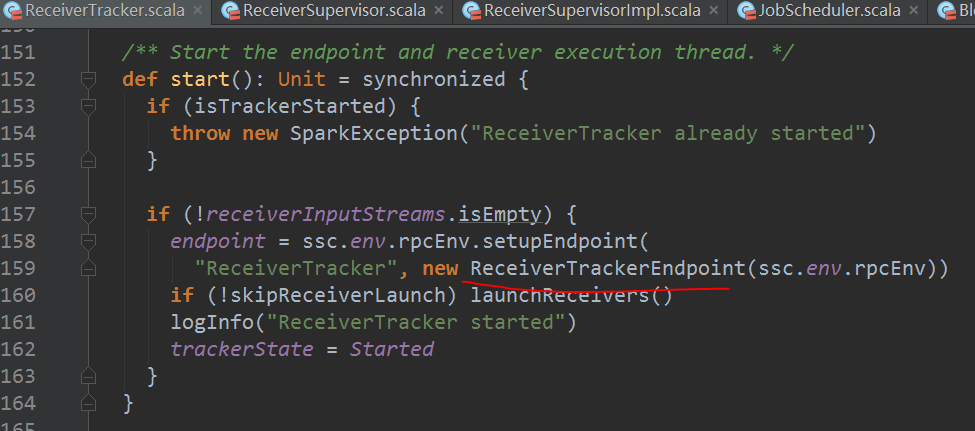 ReceiverTracker.scala × ReceiverSupervisor.scala × ReceiverSupervisorImpl.scala × JobScheduler.scala × Blo
151 /** Start the endpoint and receiver execution thread. */
152 def start(): Unit = synchronized {
153 if (isTrackerStarted) {
154 throw new SparkException("ReceiverTracker already started")
155 }
156
157 if (!receiverInputStreams.isEmpty) {
158 endpoint = ssc.env.rpcEnv.setupEndpoint(
159 "ReceiverTracker", new ReceiverTrackerEndpoint(ssc.env.rpcEnv))
160 if (!skipReceiverLaunch) launchReceivers()
161 logInfo("ReceiverTracker started")
162 trackerState = Started
163 }
164 }